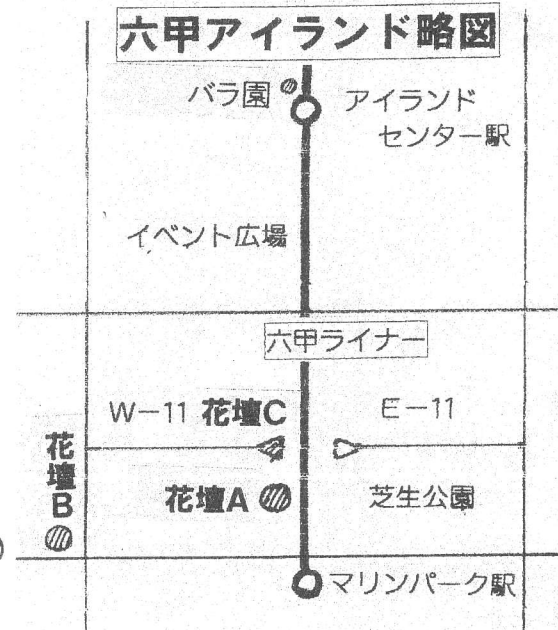 六甲アイランド略図
バラ園
アイランド
センター駅
イベント広場
六甲ライナー
W-11 花壇C
E-11
花壇B
花壇A
芝生公園
マリンパーク駅